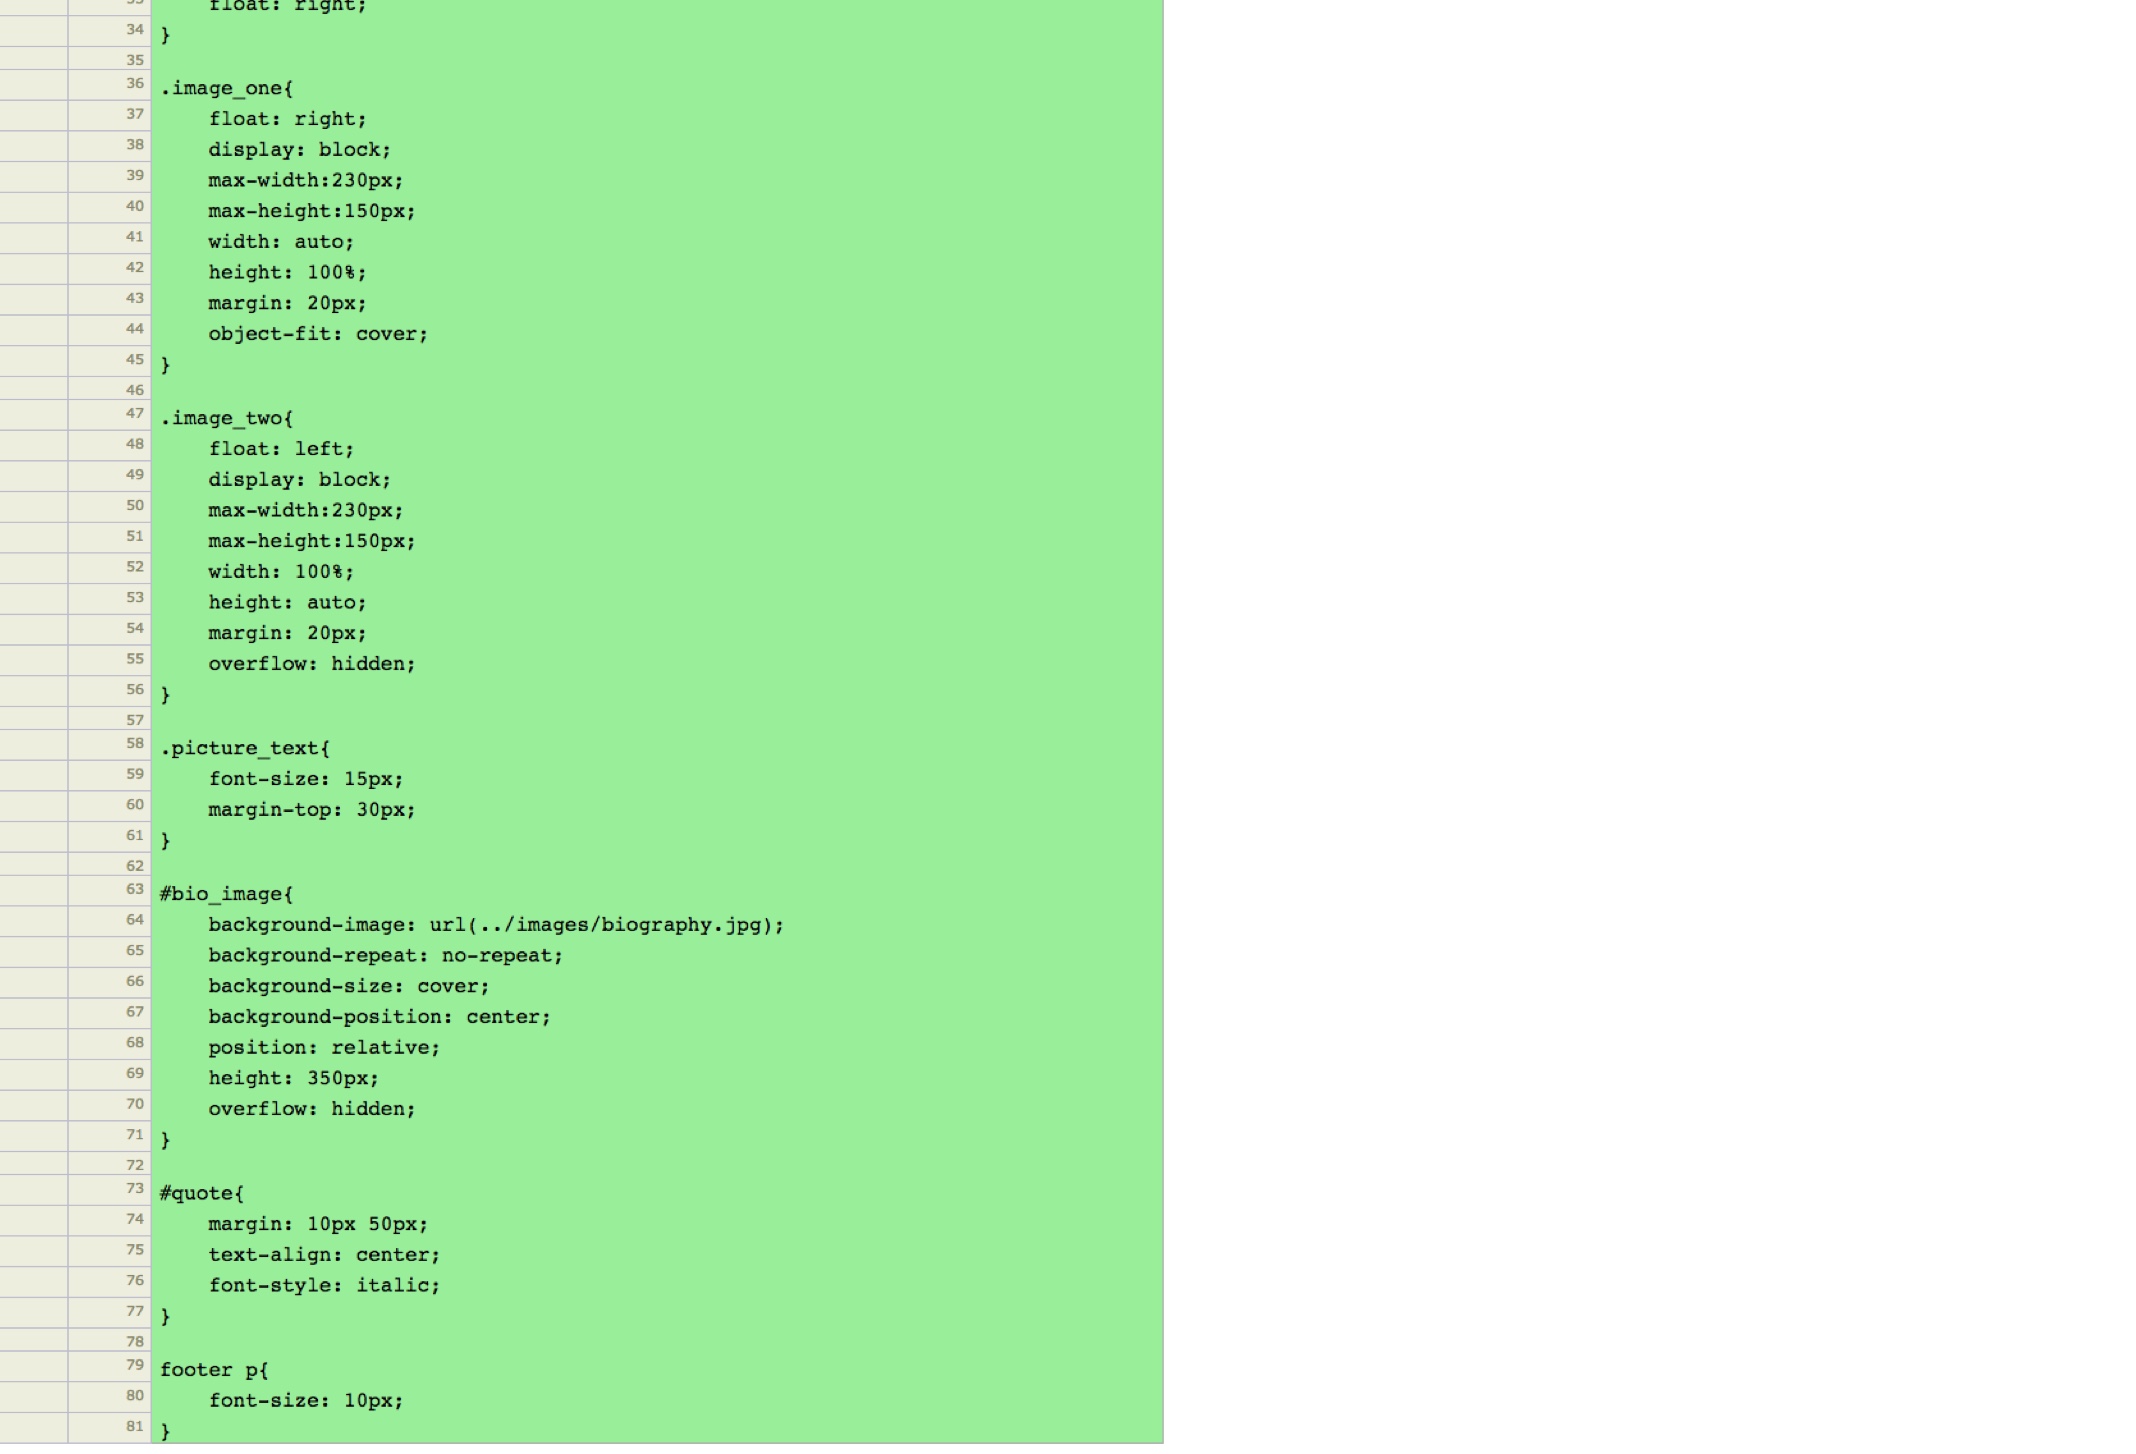 33 float: right;
34 }
35
36 .image_one{
37 float: right;
38 display: block;
39 max-width:230px;
40 max-height:150px;
41 width: auto;
42 height: 100%;
43 margin: 20px;
44 object-fit: cover;
45 }
46
47 .image_two{
48 float: left;
49 display: block;
50 max-width:230px;
51 max-height:150px;
52 width: 100%;
53 height: auto;
54 margin: 20px;
55 overflow: hidden;
56 }
57
58 .picture_text{
59 font-size: 15px;
60 margin-top: 30px;
61 }
62
63 #bio_image{
64 background-image: url(../images/biography.jpg);
65 background-repeat: no-repeat;
66 background-size: cover;
67 background-position: center;
68 position: relative;
69 height: 350px;
70 overflow: hidden;
71 }
72
73 #quote{
74 margin: 10px 50px;
75 text-align: center;
76 font-style: italic;
77 }
78
79 footer p{
80 font-size: 10px;
81 }